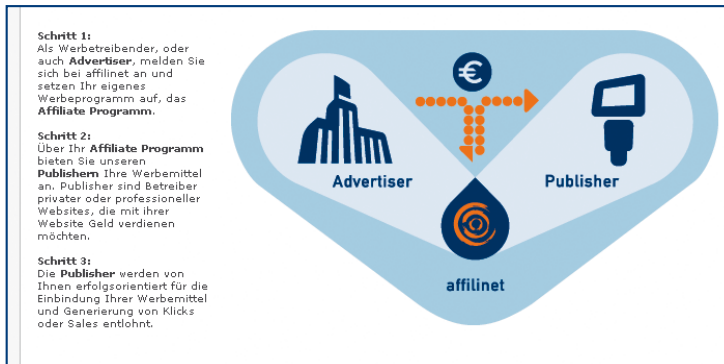 Schritt 1:
Als Werbetreibender, oder
auch Advertiser, melden Sie
sich bei affilinet an und
setzen Ihr eigenes
Werbeprogramm auf, das
Affiliate Programm.
Schritt 2:
Über Ihr Affiliate Programm
bieten Sie unseren
Publishern Ihre Werbemittel
an. Publisher sind Betreiber
privater oder professioneller
Websites, die mit ihrer
Website Geld verdienen
möchten.
Schritt 3:
Die Publisher werden von
Ihnen erfolgsorientiert für die
Einbindung Ihrer Werbemittel
und Generierung von Klicks
oder Sales entlohnt.
€
Advertiser
Publisher
affilinet